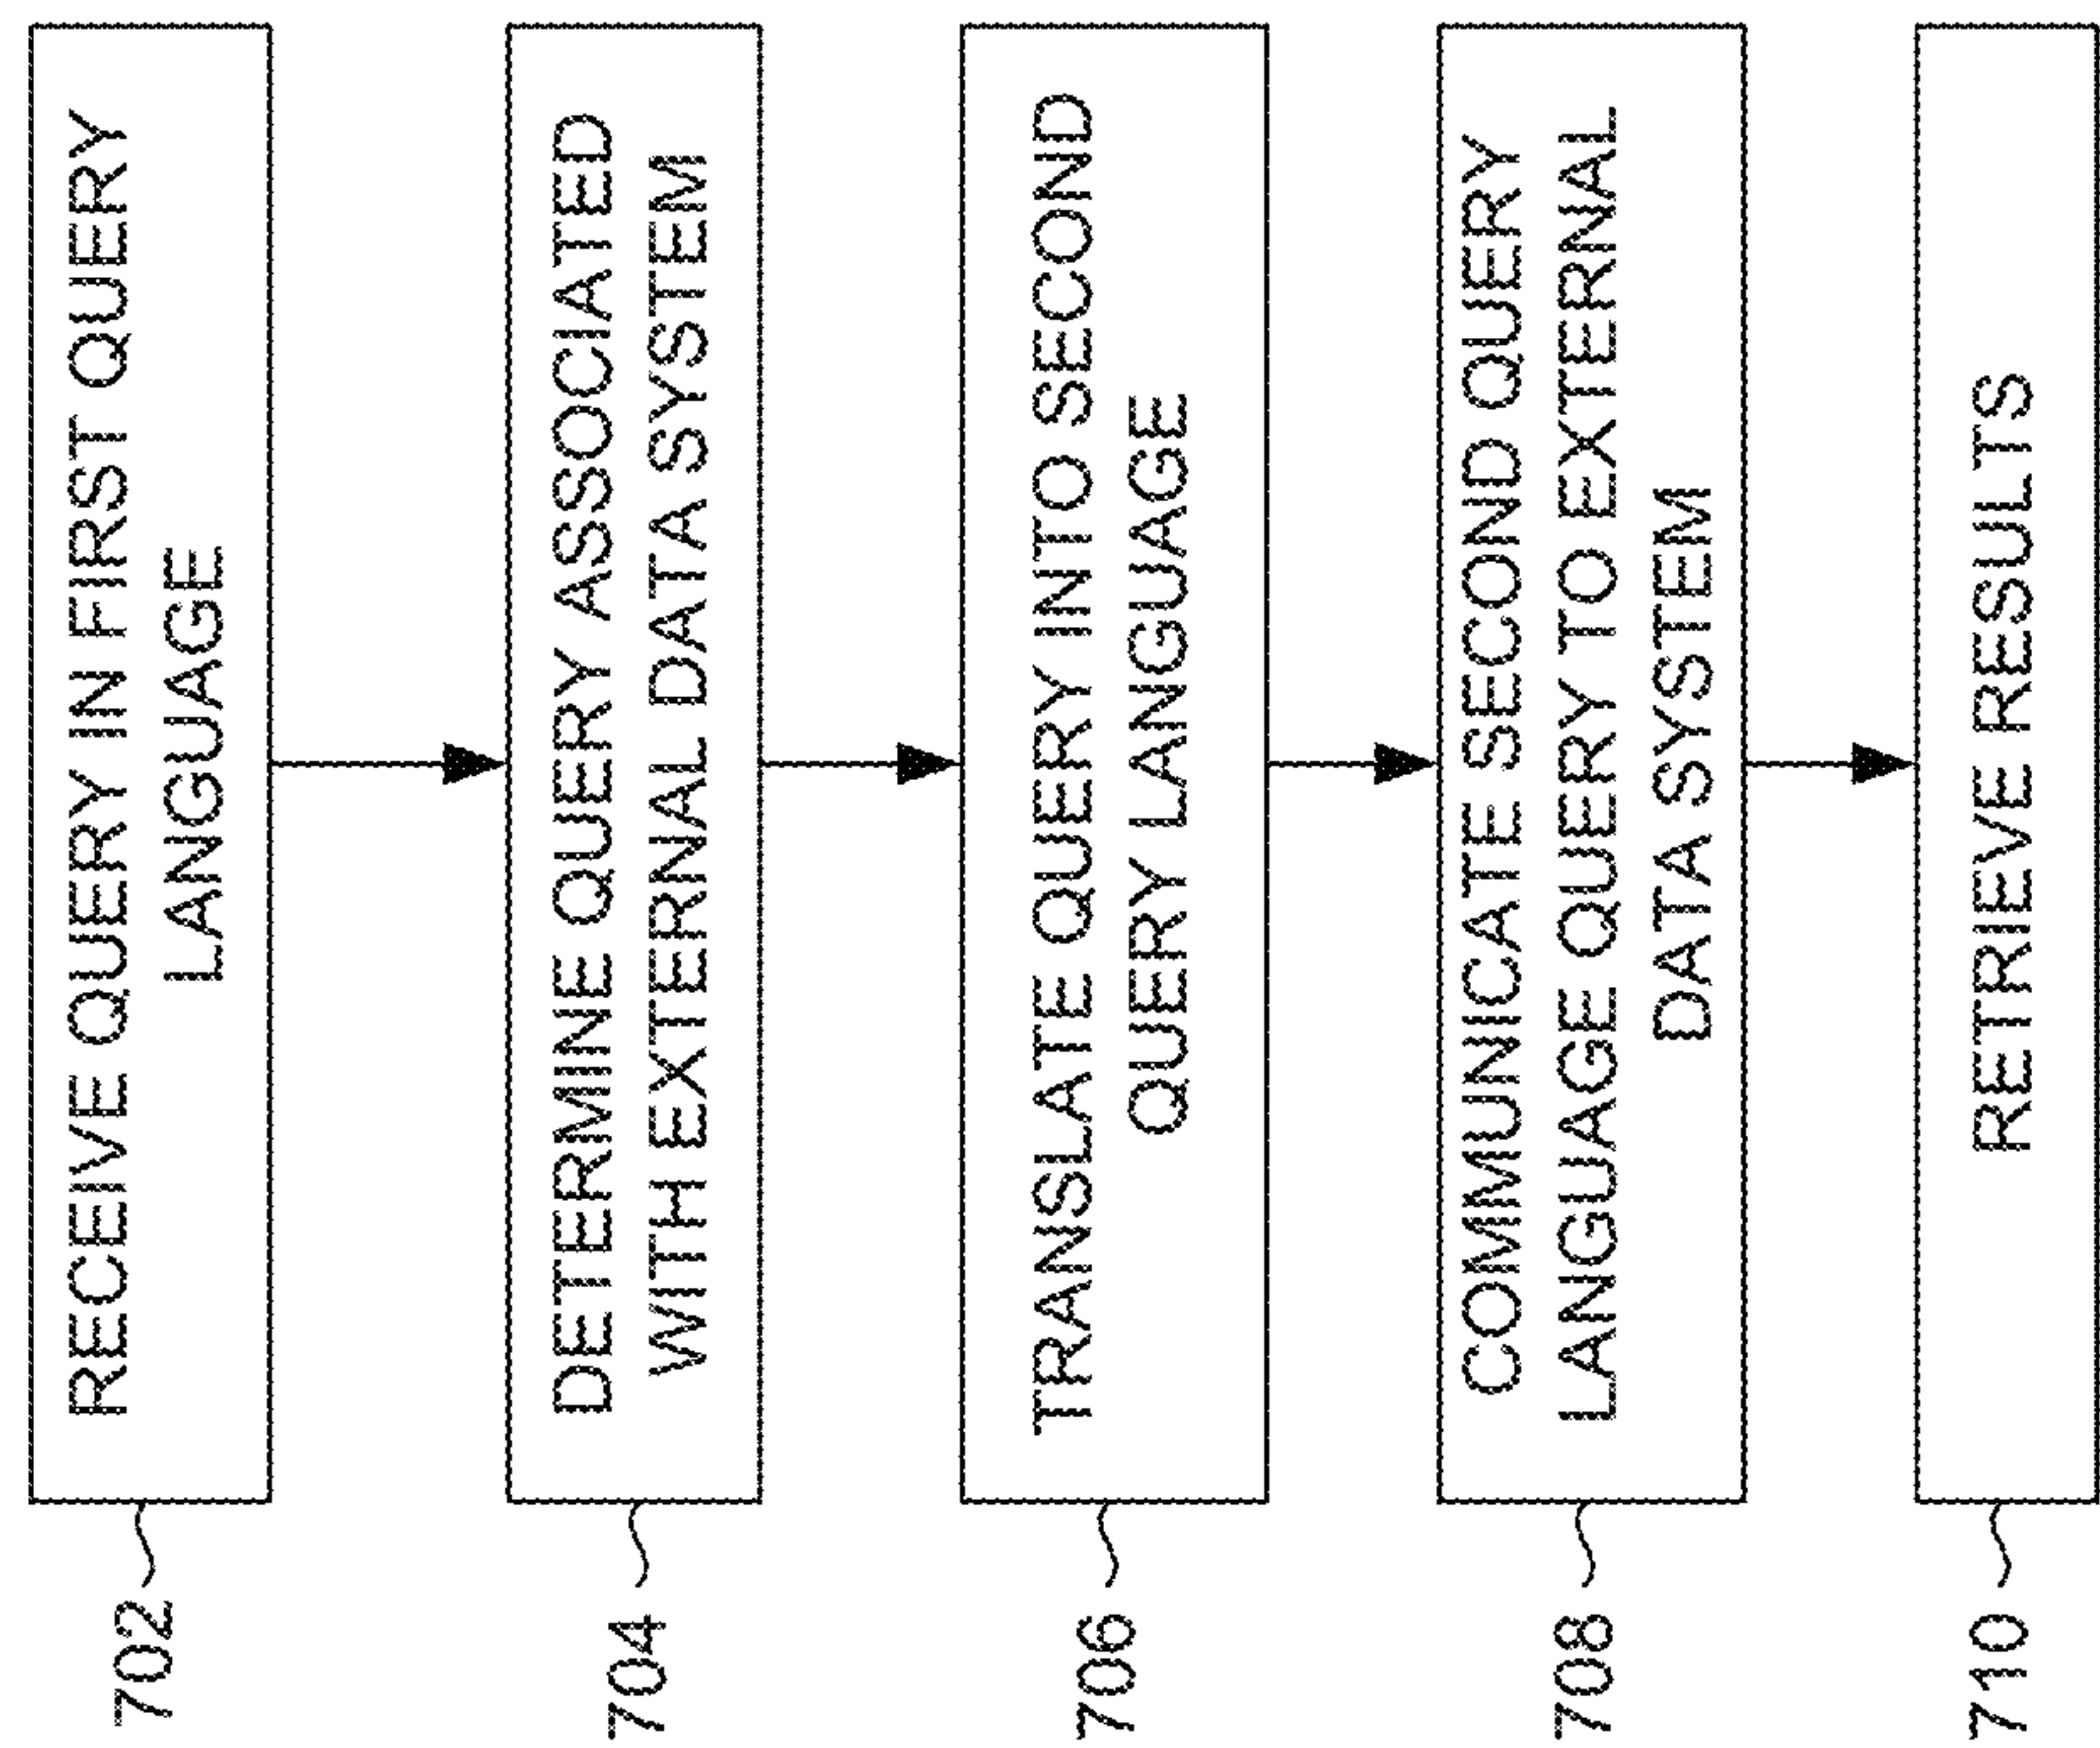 702
RECEIVE QUERY IN FIRST QUERY
LANGUAGE
704
DETERMINE QUERY ASSOCIATED
WITH EXTERNAL DATA SYSTEM
706
TRANSLATE QUERY INTO SECOND
QUERY LANGUAGE
708
COMMUNICATE SECOND QUERY
LANGUAGE QUERY TO EXTERNAL
DATA SYSTEM
710
RETRIEVE RESULTS